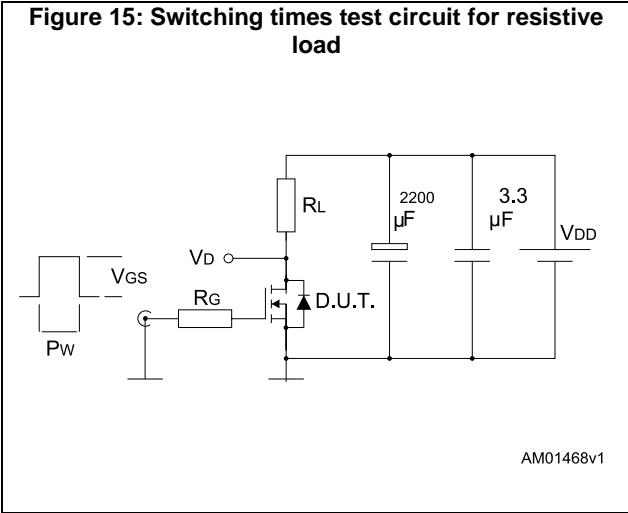 Figure 15: Switching times test circuit for resistive
load
2200
μF
3.3
μF
RL
VDD
VD
VGS
RG
D.U.T.
PW
AM01468v1